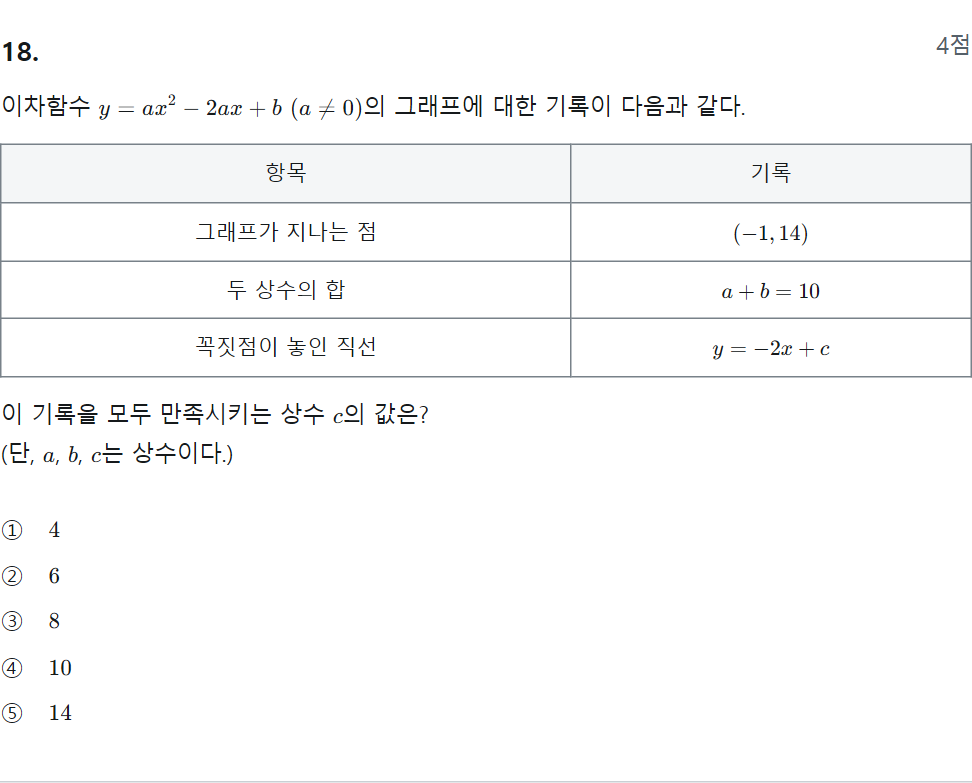 18.
4점
이차함수 y = ax² − 2ax + b (a ≠ 0)의 그래프에 대한 기록이 다음과 같다.
항목 기록
그래프가 지나는 점 (−1, 14)
두 상수의 합 a + b = 10
꼭짓점이 놓인 직선 y = −2x + c
이 기록을 모두 만족시키는 상수 c의 값은?
(단, a, b, c는 상수이다.)
① 4
② 6
③ 8
④ 10
⑤ 14